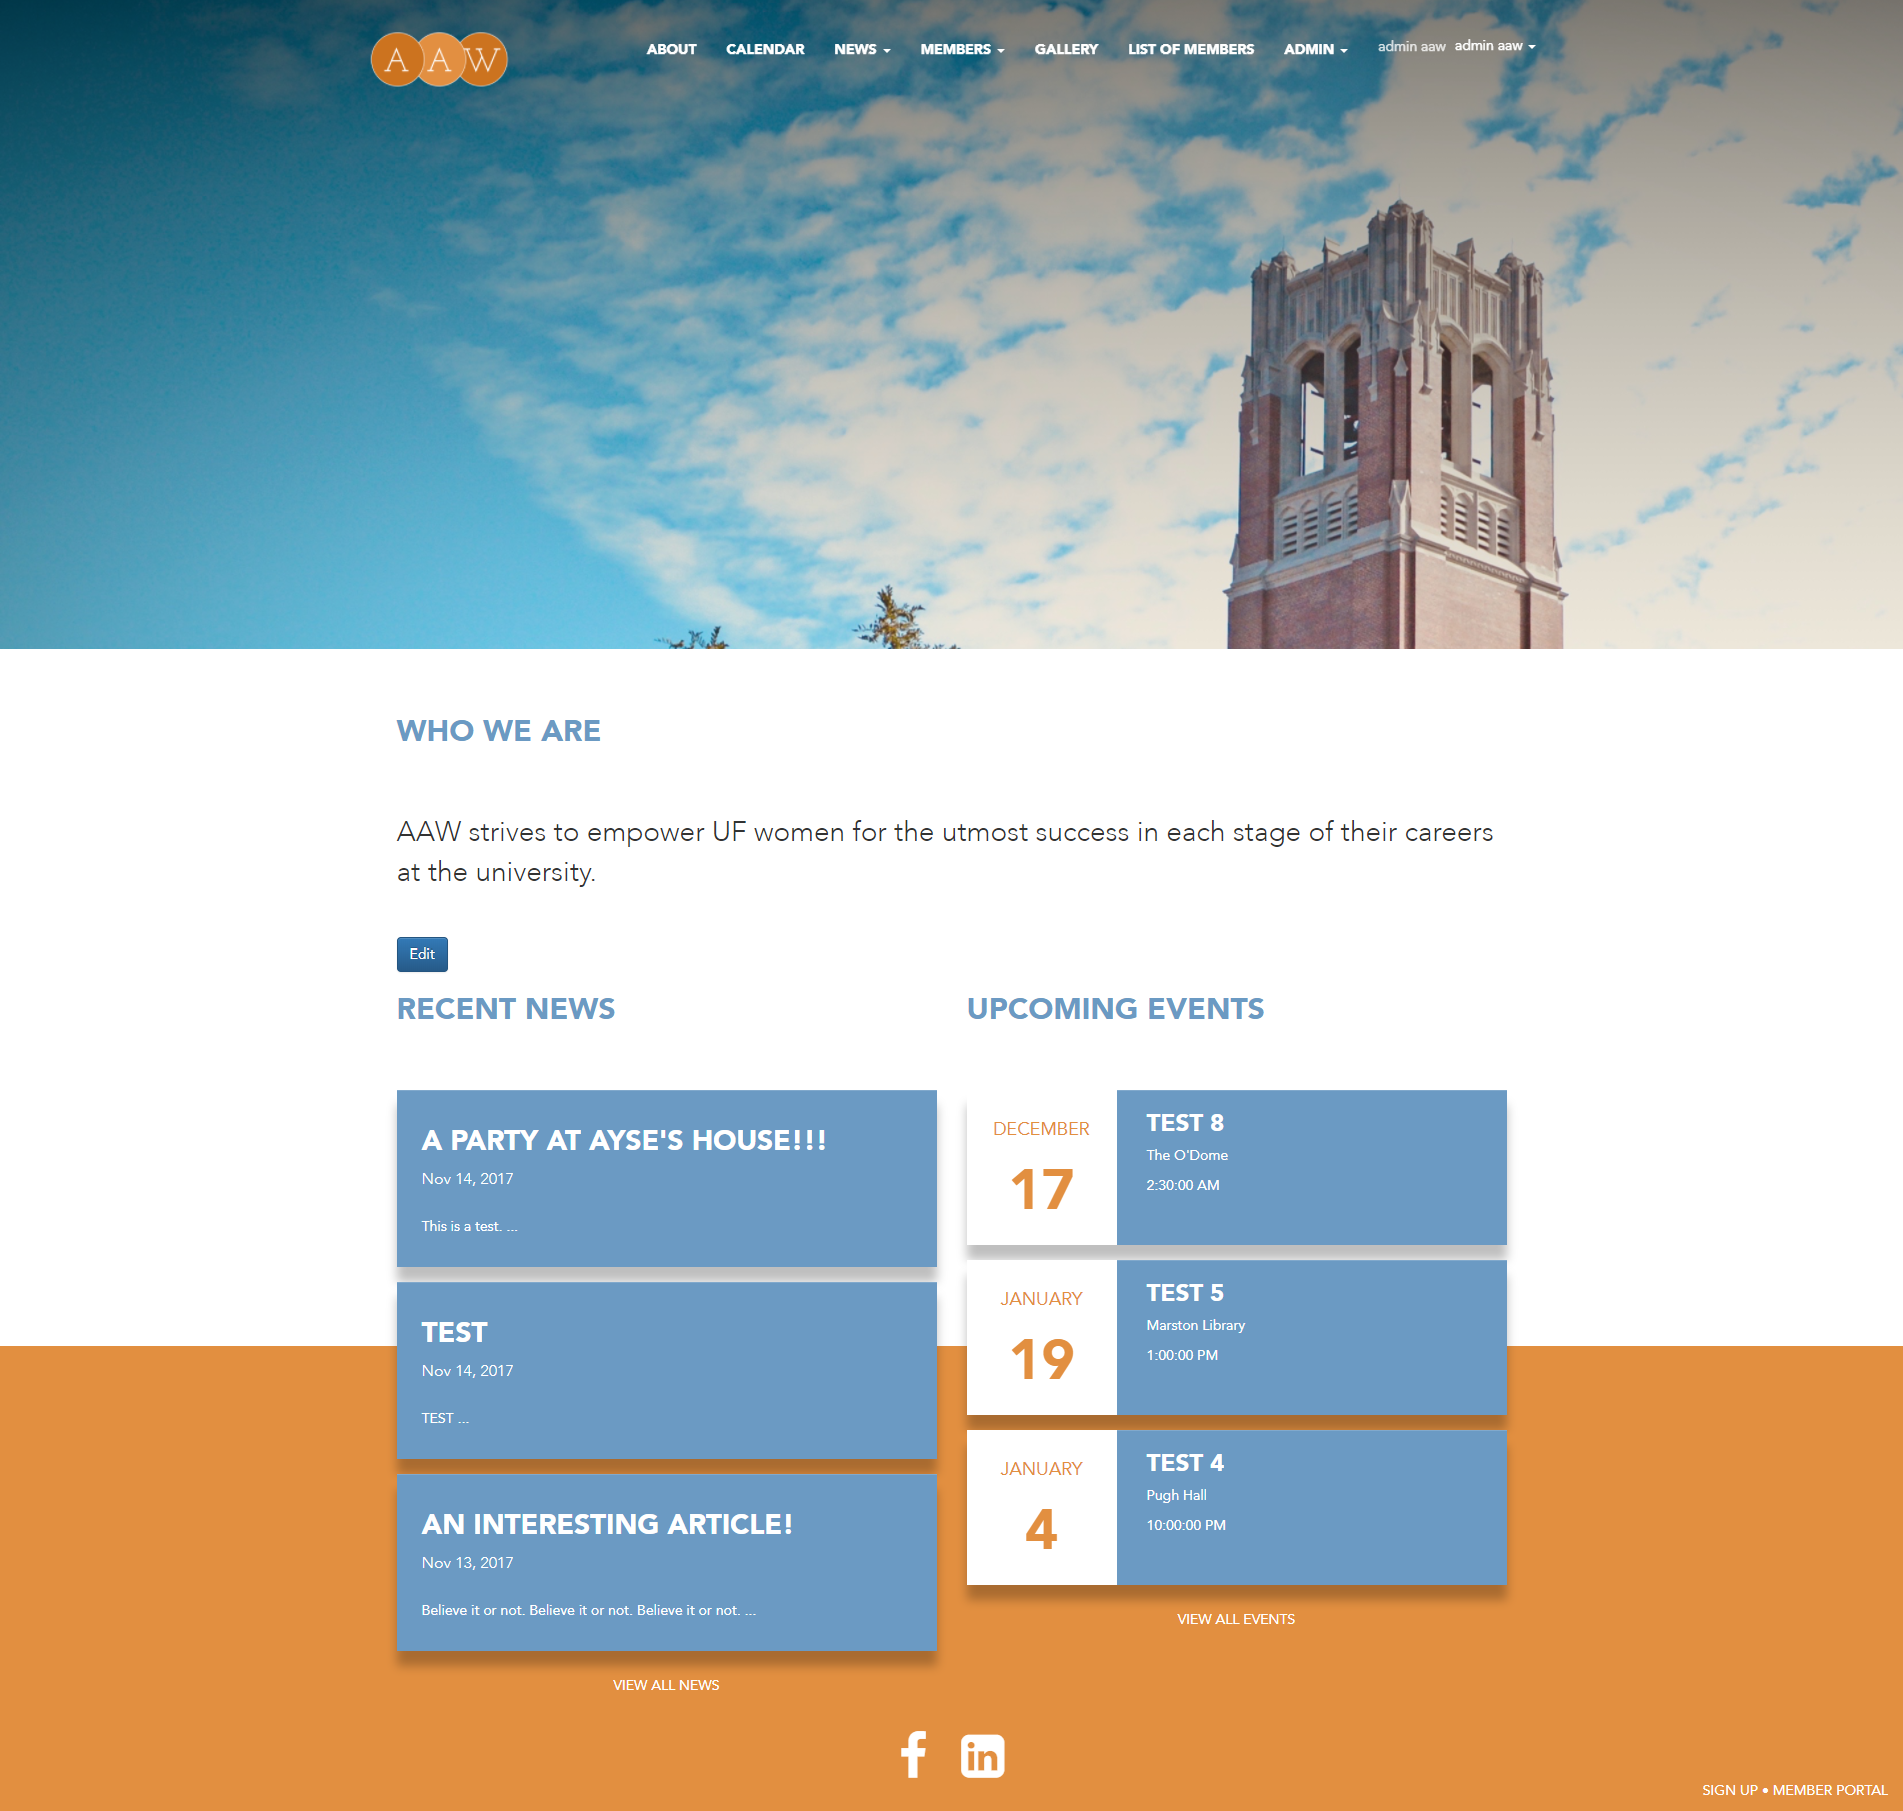 AAW
ABOUT CALENDAR NEWS MEMBERS GALLERY LIST OF MEMBERS ADMIN admin aaw admin aaw
WHO WE ARE
AAW strives to empower UF women for the utmost success in each stage of their careers
at the university.
Edit
RECENT NEWS
A PARTY AT AYSE'S HOUSE!!!
Nov 14, 2017
This is a test. ...
TEST
Nov 14, 2017
TEST ...
AN INTERESTING ARTICLE!
Nov 13, 2017
Believe it or not. Believe it or not. Believe it or not. ...
VIEW ALL NEWS
UPCOMING EVENTS
DECEMBER
17
TEST 8
The O'Dome
2:30:00 AM
JANUARY
19
TEST 5
Marston Library
1:00:00 PM
JANUARY
4
TEST 4
Pugh Hall
10:00:00 PM
VIEW ALL EVENTS
f in
SIGN UP • MEMBER PORTAL